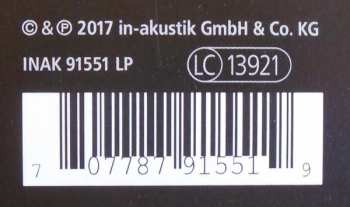 © & ℗ 2017 in-akustik GmbH & Co. KG
INAK 91551 LP LC 13921
7 07787 91551 9